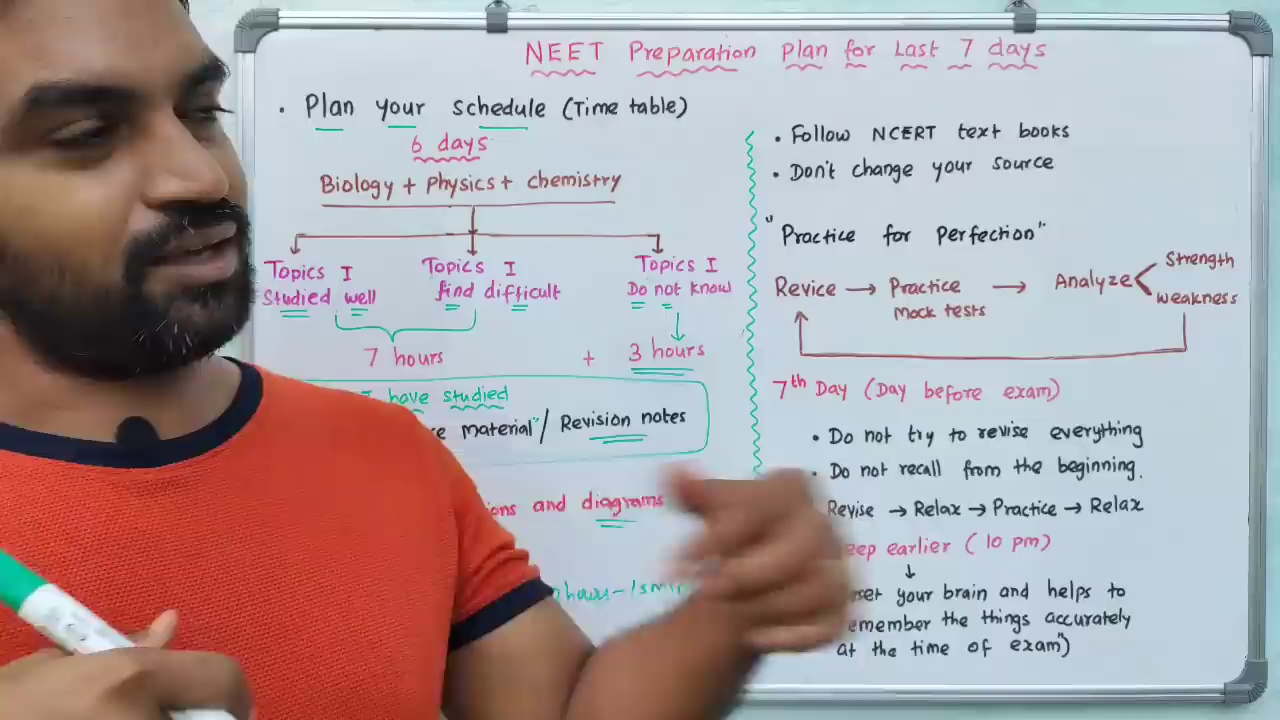 NEET Preparation Plan for Last 7 days
• Plan your schedule (Time table)
6 days
Biology + Physics + chemistry
Topics I Studied well
Topics I find difficult
Topics I Do not know
7 hours + 3 hours
I have studied
material" / Revision notes
and diagrams
hours - 15
• Follow NCERT text books
• Don't change your source
"Practice for Perfection"
Revice → Practice Mock tests → Analyze
Strength
weakness
7th Day (Day before exam)
• Do not try to revise everything
• Do not recall from the beginning.
Revise → Relax → Practice → Relax
earlier (10 pm)
your brain and helps to
the things accurately
at the time of exam")